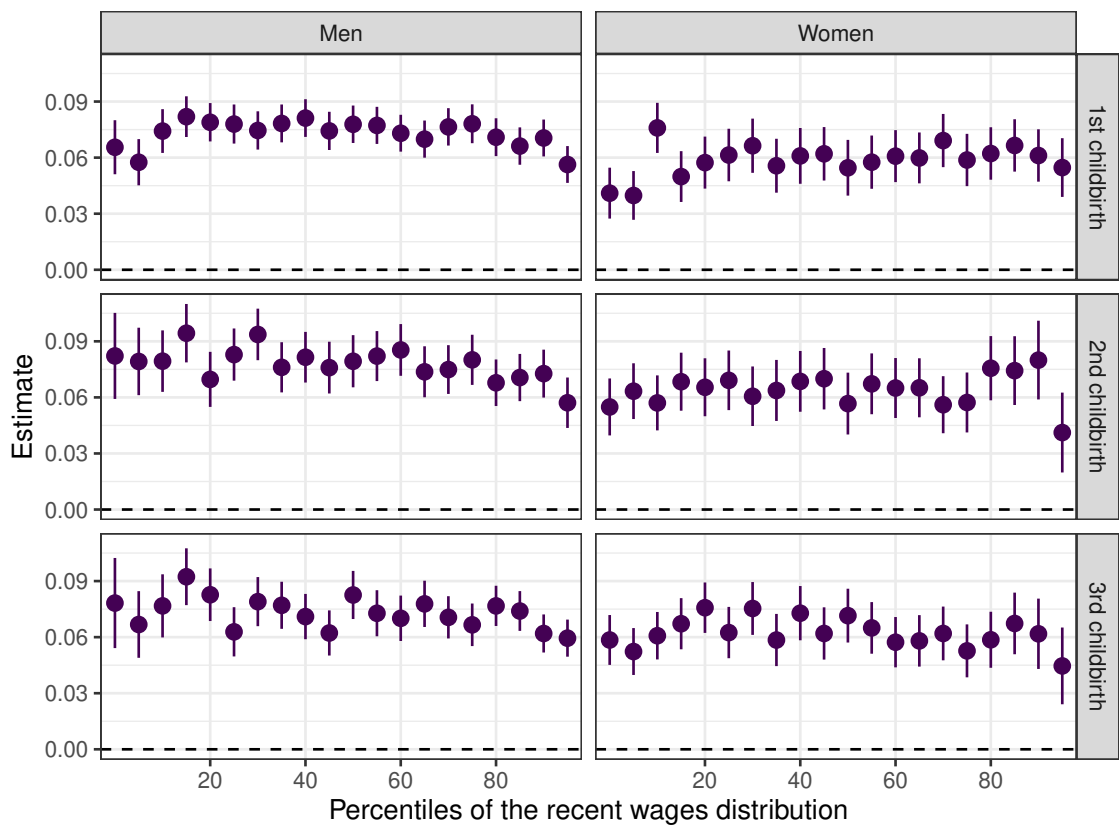 Men
Women
0.09
0.06
0.03
0.00
1st childbirth
0.09
0.06
0.03
0.00
2nd childbirth
0.09
0.06
0.03
0.00
3rd childbirth
Estimate
20 40 60 80
20 40 60 80
Percentiles of the recent wages distribution